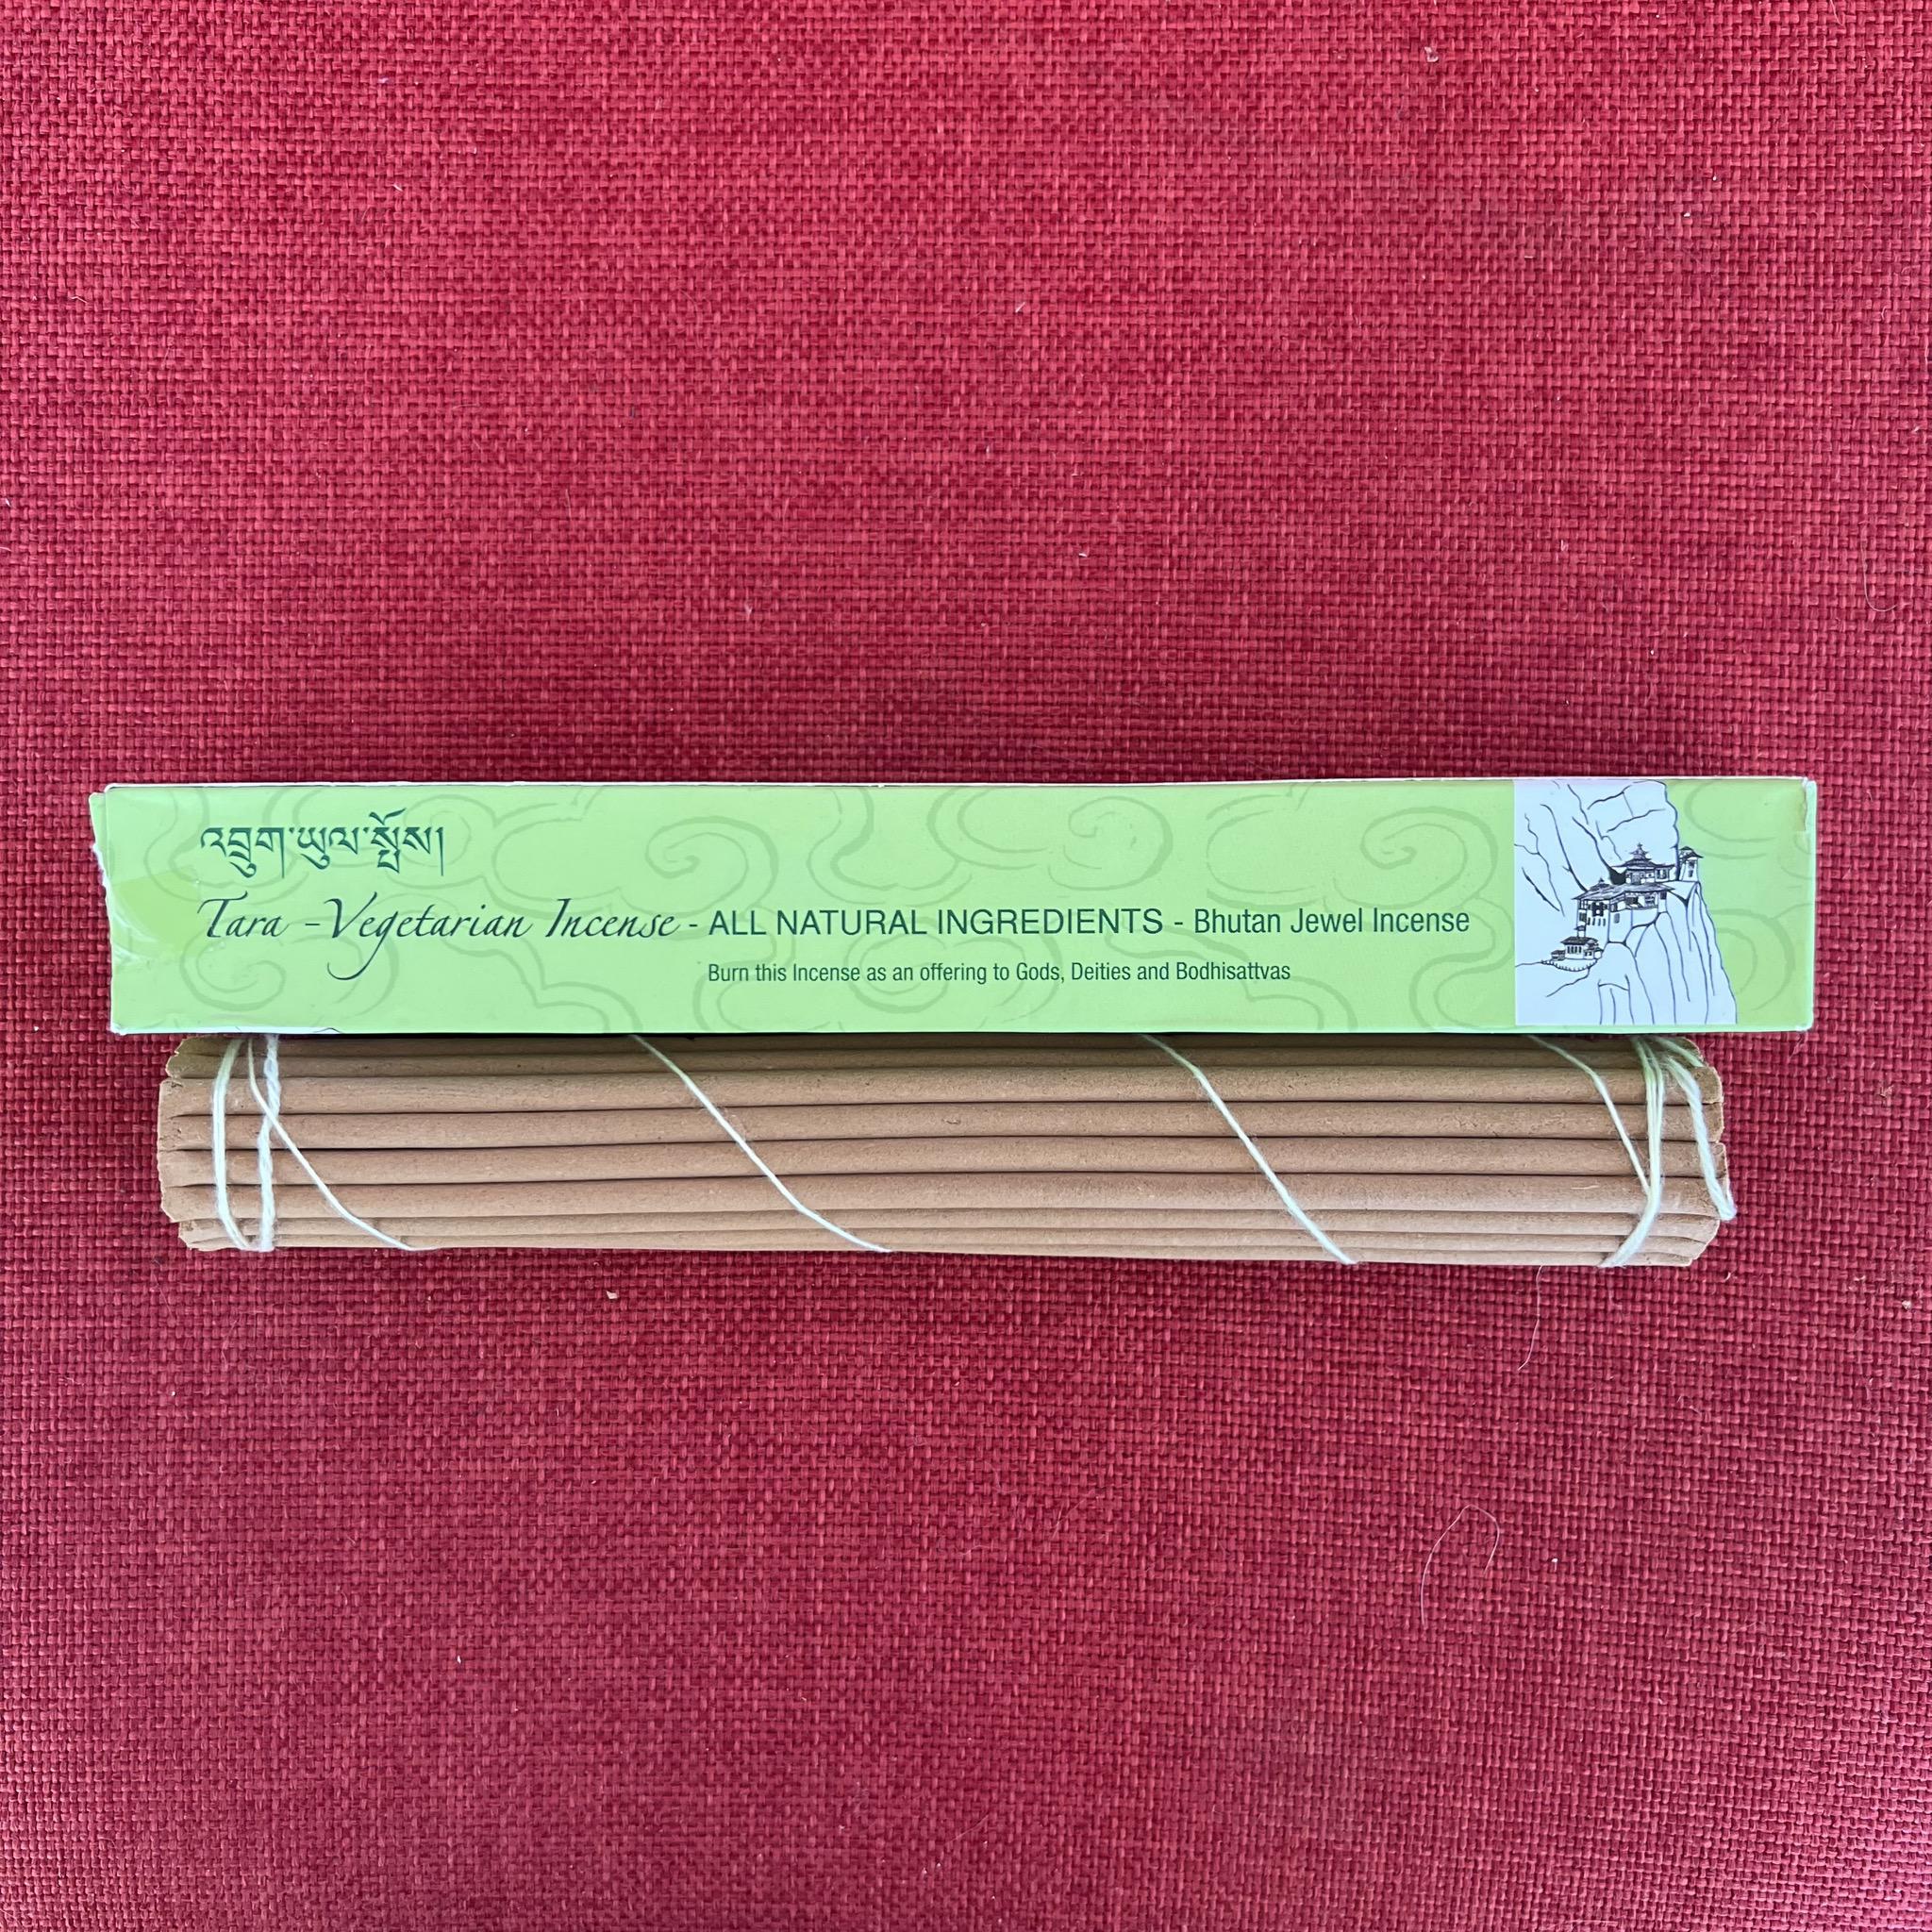 འབྲུག་ཡུལ་སྤོས།
Tara -Vegetarian Incense - ALL NATURAL INGREDIENTS - Bhutan Jewel Incense
Burn this Incense as an offering to Gods, Deities and Bodhisattvas